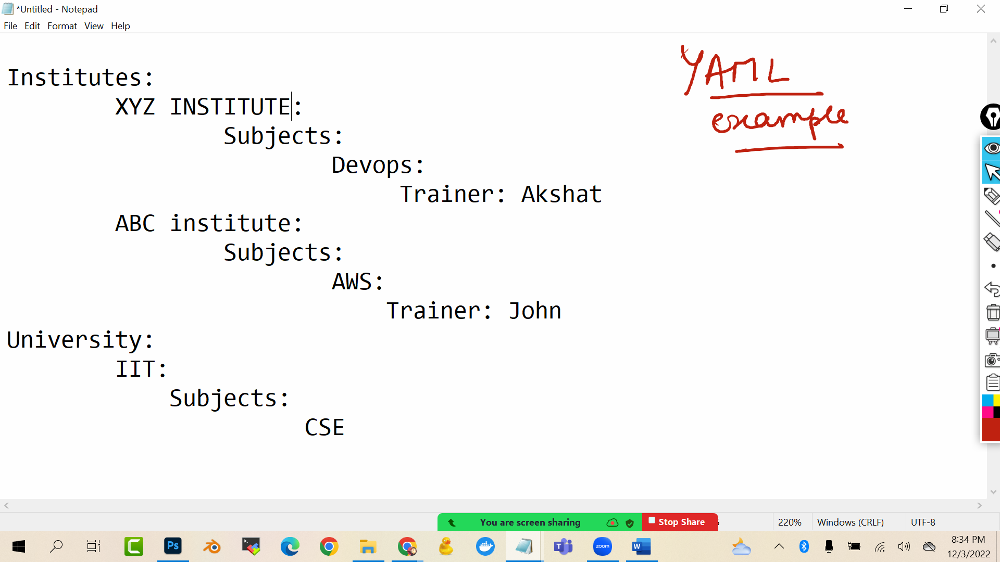 *Untitled - Notepad
File Edit Format View Help
Institutes:
XYZ INSTITUTE:
Subjects:
Devops:
Trainer: Akshat
ABC institute:
Subjects:
AWS:
Trainer: John
University:
IIT:
Subjects:
CSE
YAML
example
You are screen sharing
Stop Share
220%
Windows (CRLF)
UTF-8
Ps
zoom
W
8:34 PM
12/3/2022